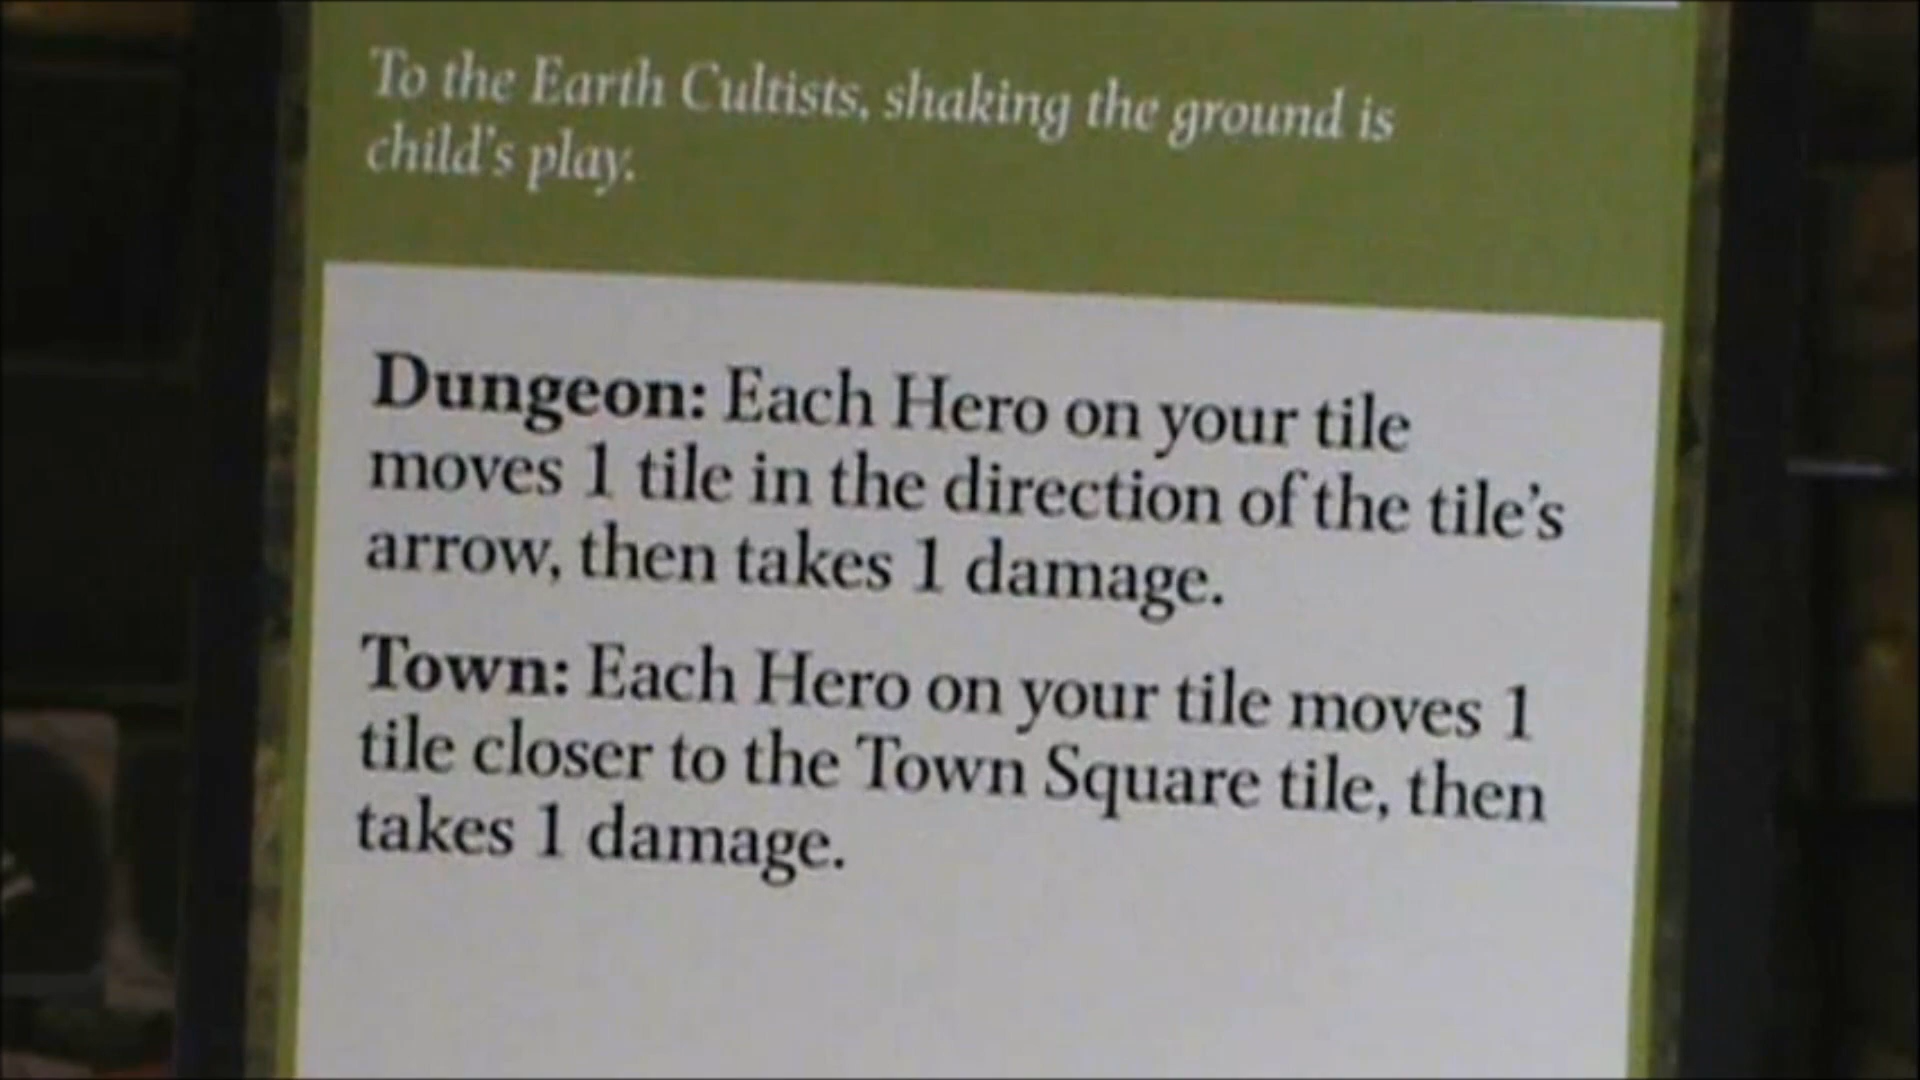 To the Earth Cultists, shaking the ground is
child's play.
Dungeon: Each Hero on your tile
moves 1 tile in the direction of the tile’s
arrow, then takes 1 damage.
Town: Each Hero on your tile moves 1
tile closer to the Town Square tile, then
takes 1 damage.